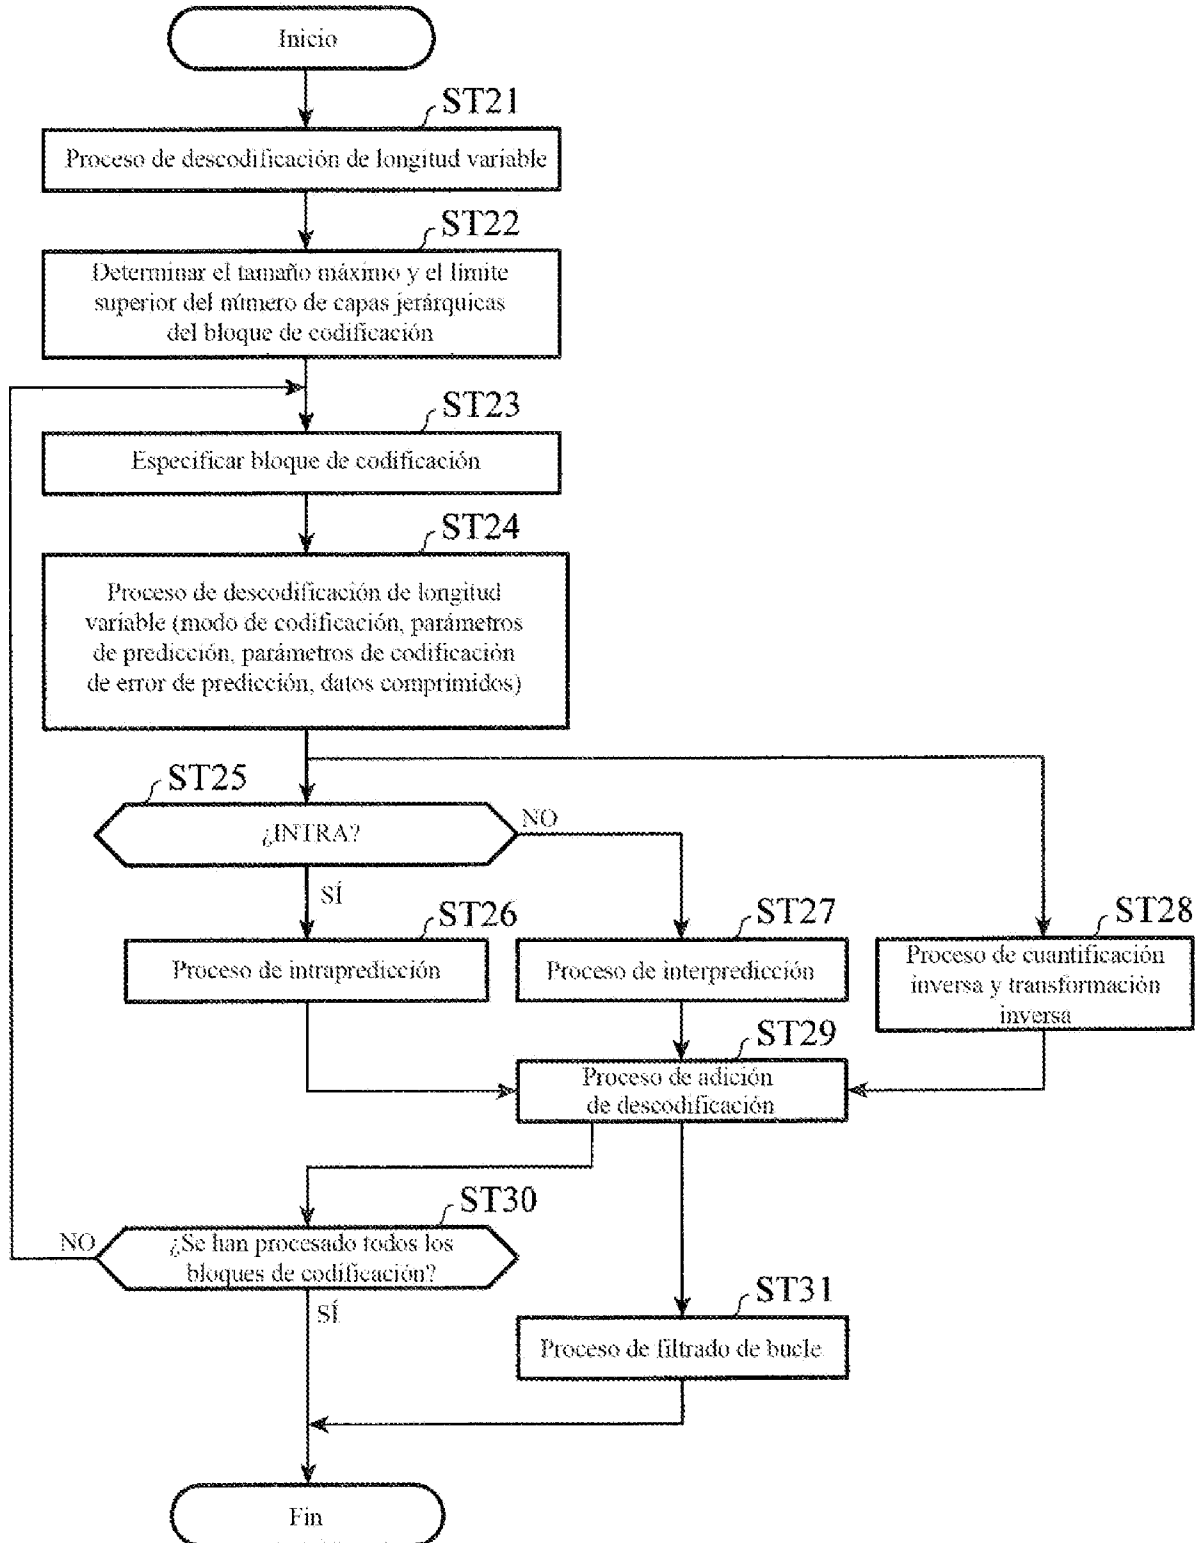 Inicio
ST21
Proceso de descodificación de longitud variable
ST22
Determinar el tamaño máximo y el límite
superior del número de capas jerárquicas
del bloque de codificación
ST23
Especificar bloque de codificación
ST24
Proceso de descodificación de longitud
variable (modo de codificación, parámetros
de predicción, parámetros de codificación
de error de predicción, datos comprimidos)
ST25
¿INTRA?
NO
SÍ
ST26
Proceso de intrapredicción
ST27
Proceso de interpredicción
ST28
Proceso de cuantificación
inversa y transformación
inversa
ST29
Proceso de adición
de descodificación
ST30
NO
¿Se han procesado todos los
bloques de codificación?
SÍ
ST31
Proceso de filtrado de bucle
Fin